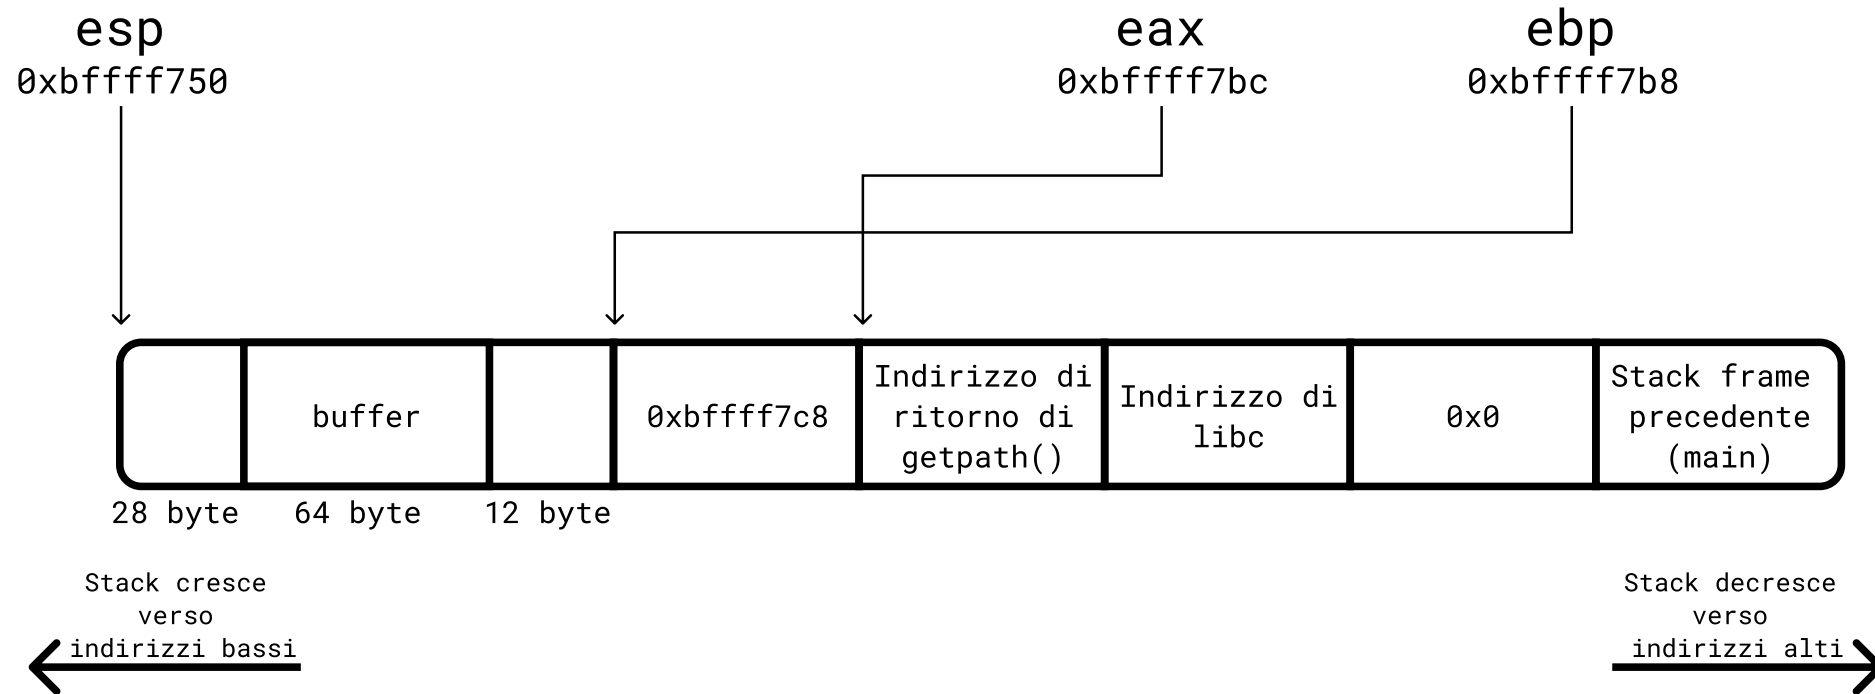 esp
0xbffff750
eax
0xbffff7bc
ebp
0xbffff7b8
buffer
0xbffff7c8
Indirizzo di
ritorno di
getpath()
Indirizzo di
libc
0x0
Stack frame
precedente
(main)
28 byte
64 byte
12 byte
Stack cresce
verso
indirizzi bassi
Stack decresce
verso
indirizzi alti